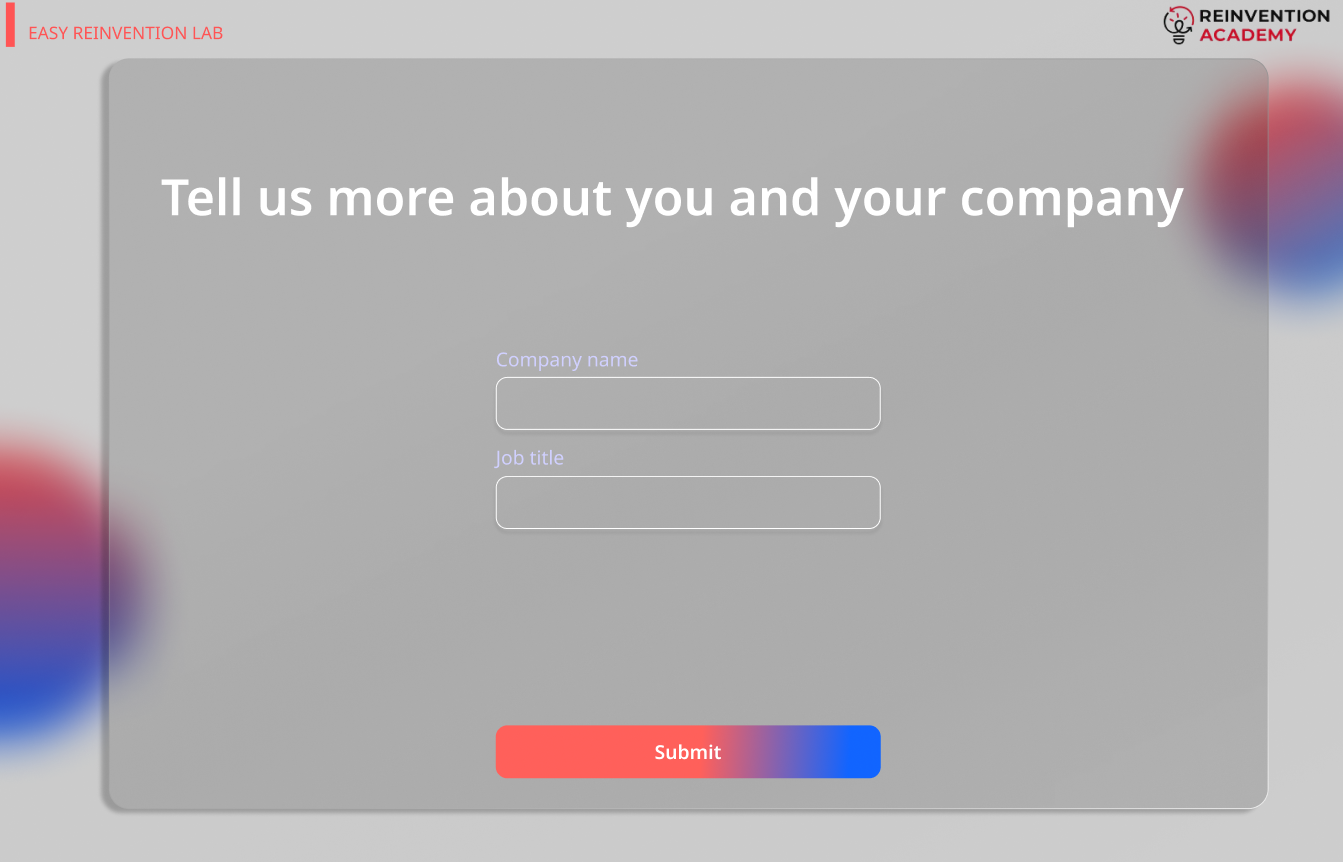 EASY REINVENTION LAB
REINVENTION
ACADEMY
Tell us more about you and your company
Company name
Job title
Submit